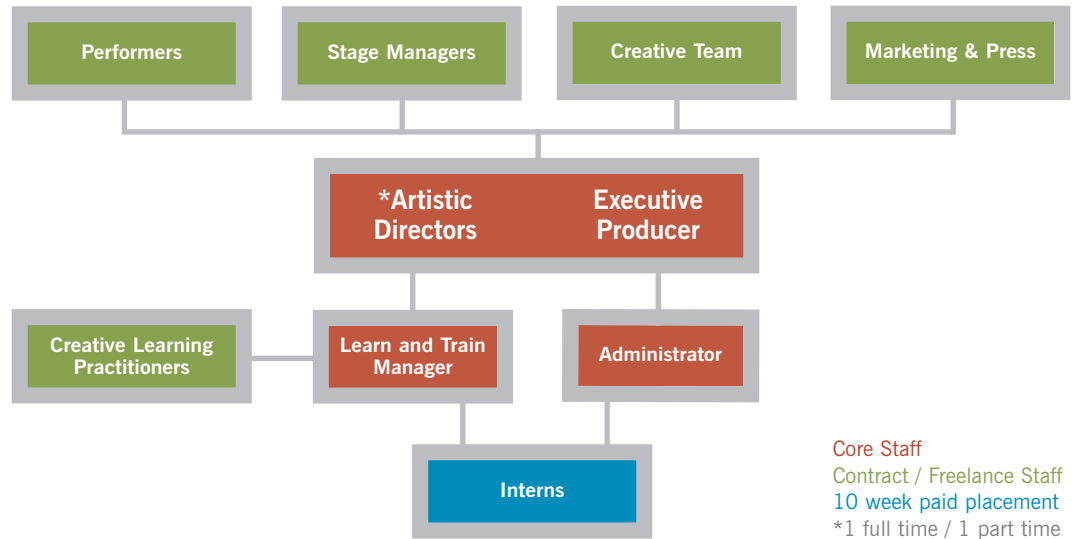 Performers
Stage Managers
Creative Team
Marketing & Press
*Artistic
Directors
Executive
Producer
Creative Learning
Practitioners
Learn and Train
Manager
Administrator
Interns
Core Staff
Contract / Freelance Staff
10 week paid placement
*1 full time / 1 part time